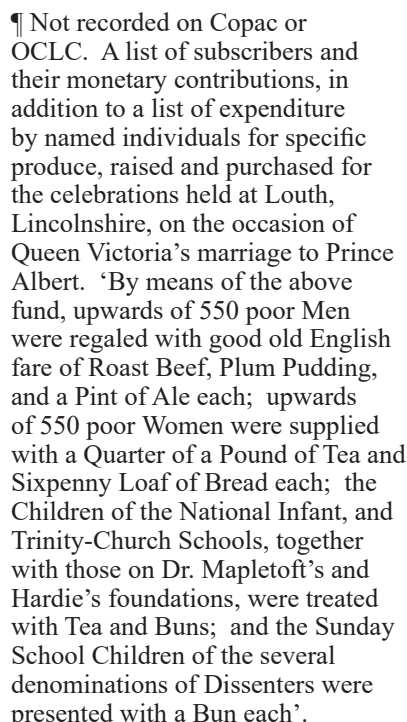 ¶ Not recorded on Copac or
OCLC.  A list of subscribers and
their monetary contributions, in
addition to a list of expenditure
by named individuals for specific
produce, raised and purchased for
the celebrations held at Louth,
Lincolnshire, on the occasion of
Queen Victoria’s marriage to Prince
Albert.  ‘By means of the above
fund, upwards of 550 poor Men
were regaled with good old English
fare of Roast Beef, Plum Pudding,
and a Pint of Ale each;  upwards
of 550 poor Women were supplied
with a Quarter of a Pound of Tea and
Sixpenny Loaf of Bread each;  the
Children of the National Infant, and
Trinity-Church Schools, together
with those on Dr. Mapletoft’s and
Hardie’s foundations, were treated
with Tea and Buns;  and the Sunday
School Children of the several
denominations of Dissenters were
presented with a Bun each’.